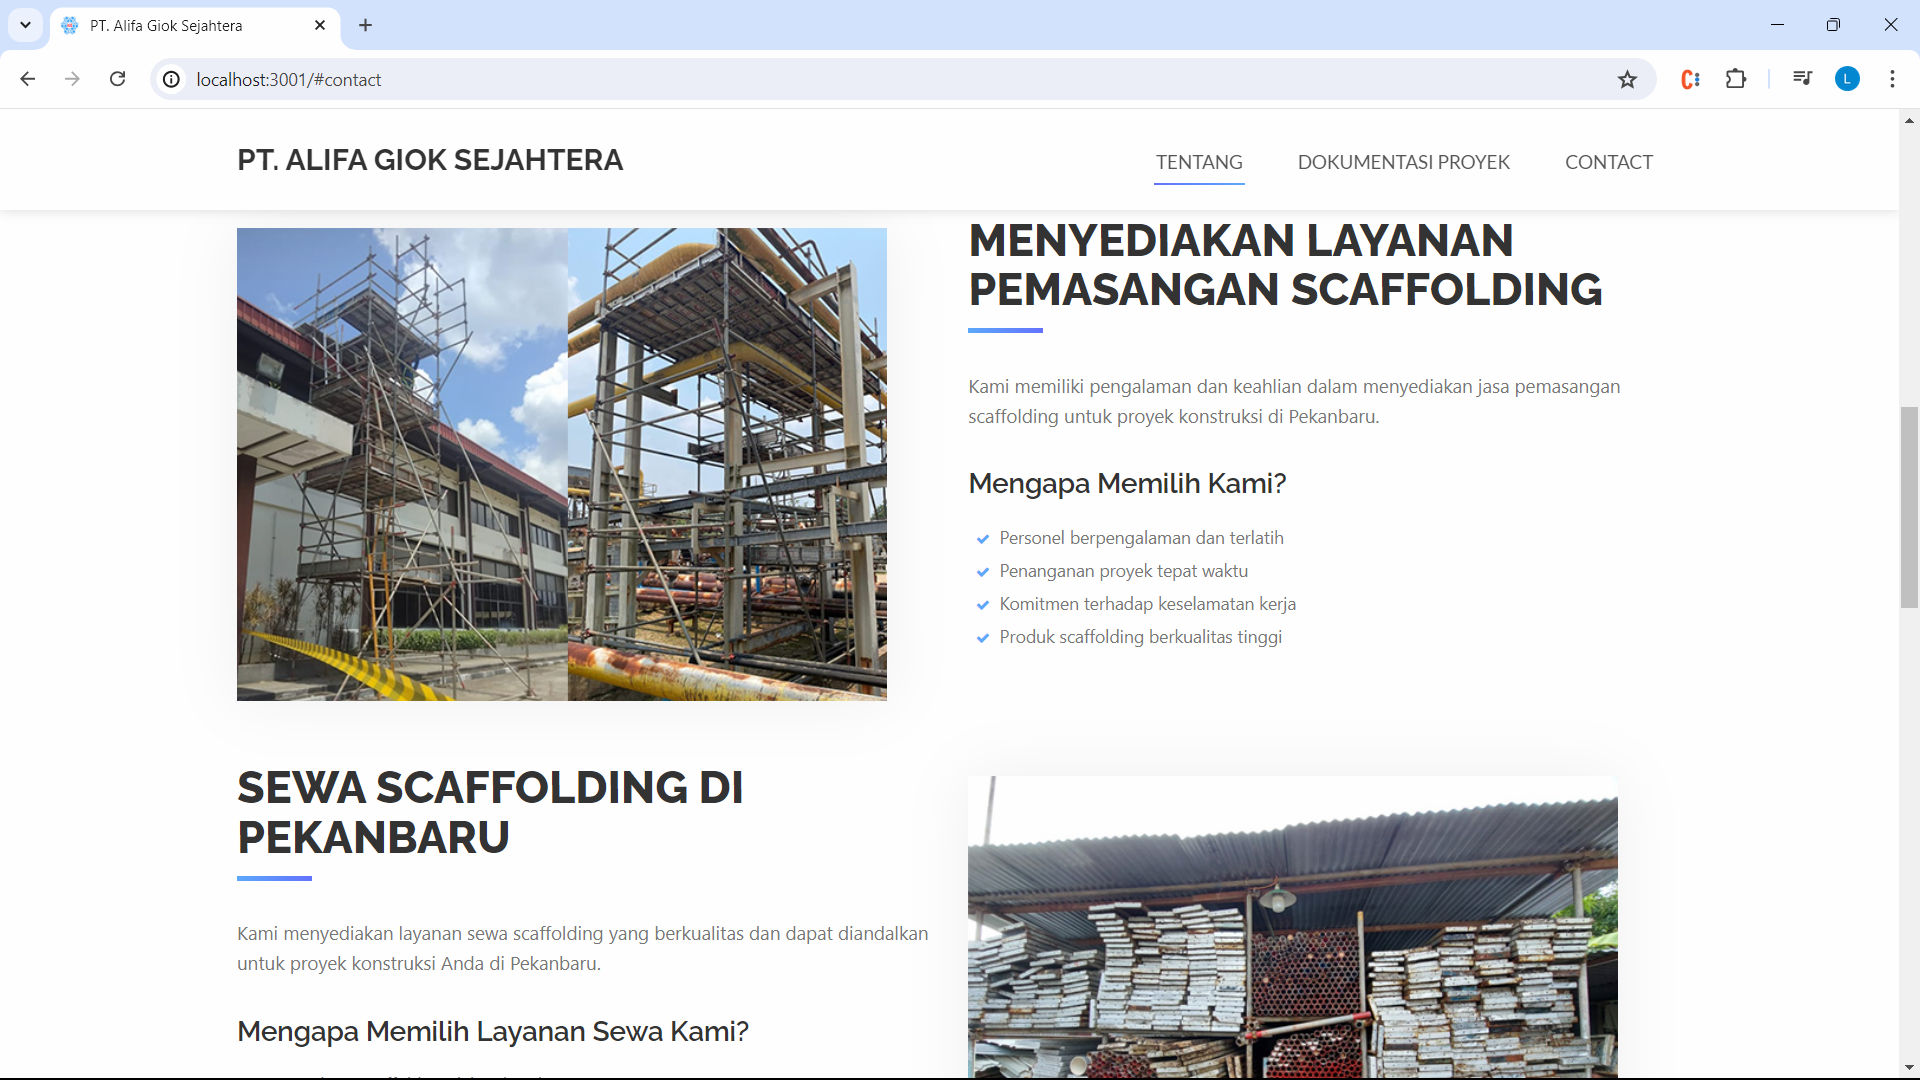 PT. Alifa Giok Sejahtera
localhost:3001/#contact
L
PT. ALIFA GIOK SEJAHTERA
TENTANG
DOKUMENTASI PROYEK
CONTACT
MENYEDIAKAN LAYANAN
PEMASANGAN SCAFFOLDING
Kami memiliki pengalaman dan keahlian dalam menyediakan jasa pemasangan
scaffolding untuk proyek konstruksi di Pekanbaru.
Mengapa Memilih Kami?
Personel berpengalaman dan terlatih
Penanganan proyek tepat waktu
Komitmen terhadap keselamatan kerja
Produk scaffolding berkualitas tinggi
SEWA SCAFFOLDING DI
PEKANBARU
Kami menyediakan layanan sewa scaffolding yang berkualitas dan dapat diandalkan
untuk proyek konstruksi Anda di Pekanbaru.
Mengapa Memilih Layanan Sewa Kami?